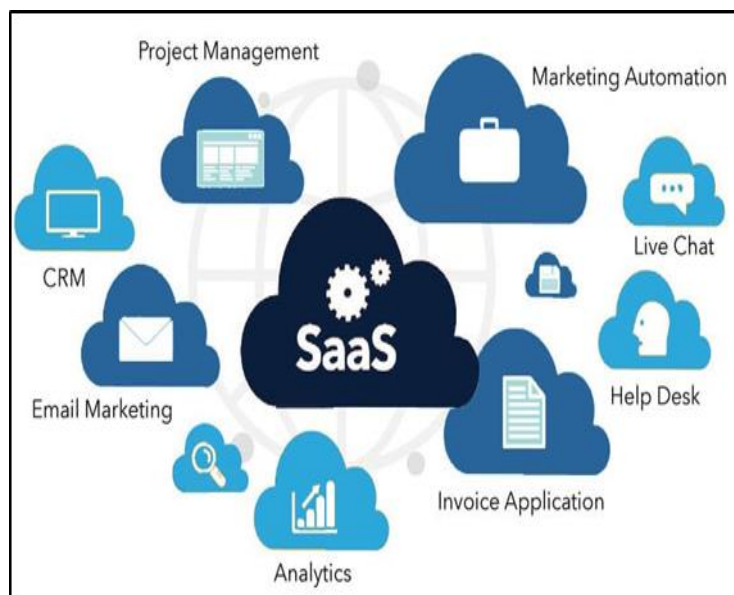 Project Management
Marketing Automation
Live Chat
CRM
SaaS
Help Desk
Email Marketing
Invoice Application
Analytics